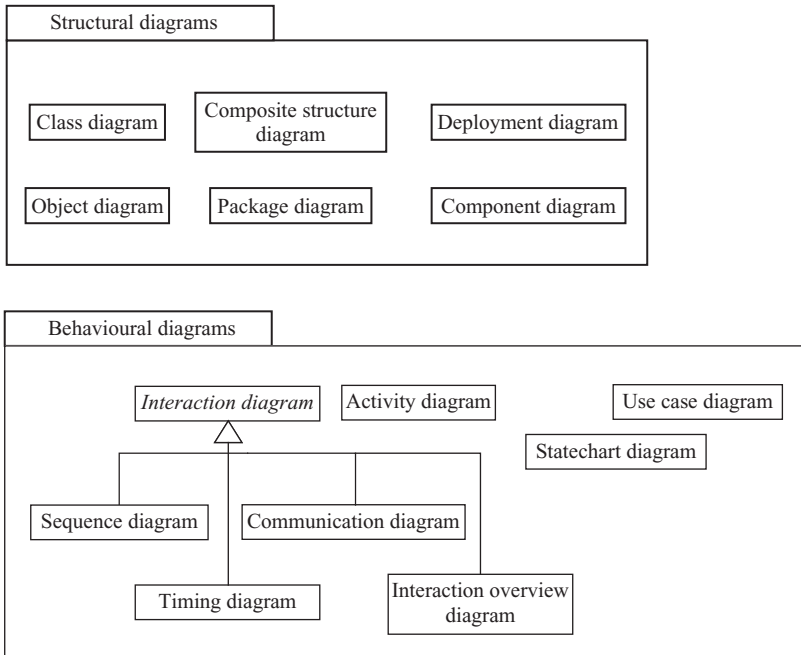 Structural diagrams
Class diagram
Composite structure
diagram
Deployment diagram
Object diagram
Package diagram
Component diagram
Behavioural diagrams
Interaction diagram
Activity diagram
Use case diagram
Statechart diagram
Sequence diagram
Communication diagram
Timing diagram
Interaction overview
diagram